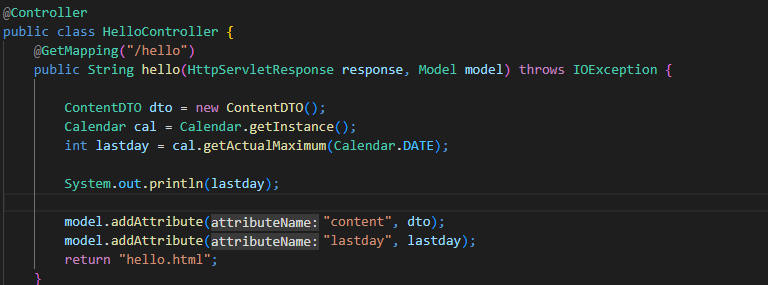 @Controller
public class HelloController {
@GetMapping("/hello")
public String hello(HttpServletResponse response, Model model) throws IOException {
ContentDTO dto = new ContentDTO();
Calendar cal = Calendar.getInstance();
int lastday = cal.getActualMaximum(Calendar.DATE);
System.out.println(lastday);
model.addAttribute(attributeName: "content", dto);
model.addAttribute(attributeName: "lastday", lastday);
return "hello.html";
}